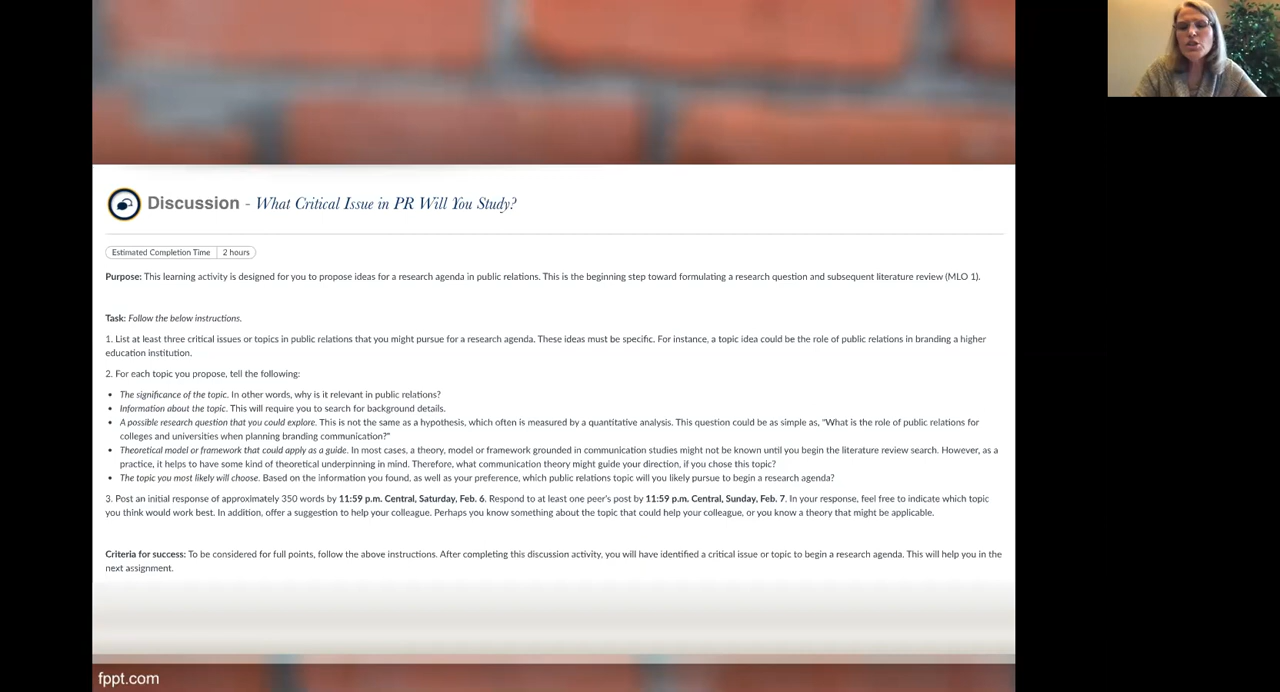 Discussion - What Critical Issue in PR Will You Study?
Estimated Completion Time 2 hours
Purpose: This learning activity is designed for you to propose ideas for a research agenda in public relations. This is the beginning step toward formulating a research question and subsequent literature review (MLO 1).
Task: Follow the below instructions.
1. List at least three critical issues or topics in public relations that you might pursue for a research agenda. These ideas must be specific. For instance, a topic idea could be the role of public relations in branding a higher
education institution.
2. For each topic you propose, tell the following:
• The significance of the topic. In other words, why is it relevant in public relations?
• Information about the topic. This will require you to search for background details.
• A possible research question that you could explore. This is not the same as a hypothesis, which often is measured by a quantitative analysis. This question could be as simple as, "What is the role of public relations for
colleges and universities when planning branding communication?"
• Theoretical model or framework that could apply as a guide. In most cases, a theory, model or framework grounded in communication studies might not be known until you begin the literature review search. However, as a
practice, it helps to have some kind of theoretical underpinning in mind. Therefore, what communication theory might guide your direction, if you chose this topic?
• The topic you most likely will choose. Based on the information you found, as well as your preference, which public relations topic will you likely pursue to begin a research agenda?
3. Post an initial response of approximately 350 words by 11:59 p.m. Central, Saturday, Feb. 6. Respond to at least one peer's post by 11:59 p.m. Central, Sunday, Feb. 7. In your response, feel free to indicate which topic
you think would work best. In addition, offer a suggestion to help your colleague. Perhaps you know something about the topic that could help your colleague, or you know a theory that might be applicable.
Criteria for success: To be considered for full points, follow the above instructions. After completing this discussion activity, you will have identified a critical issue or topic to begin a research agenda. This will help you in the
next assignment.
fppt.com